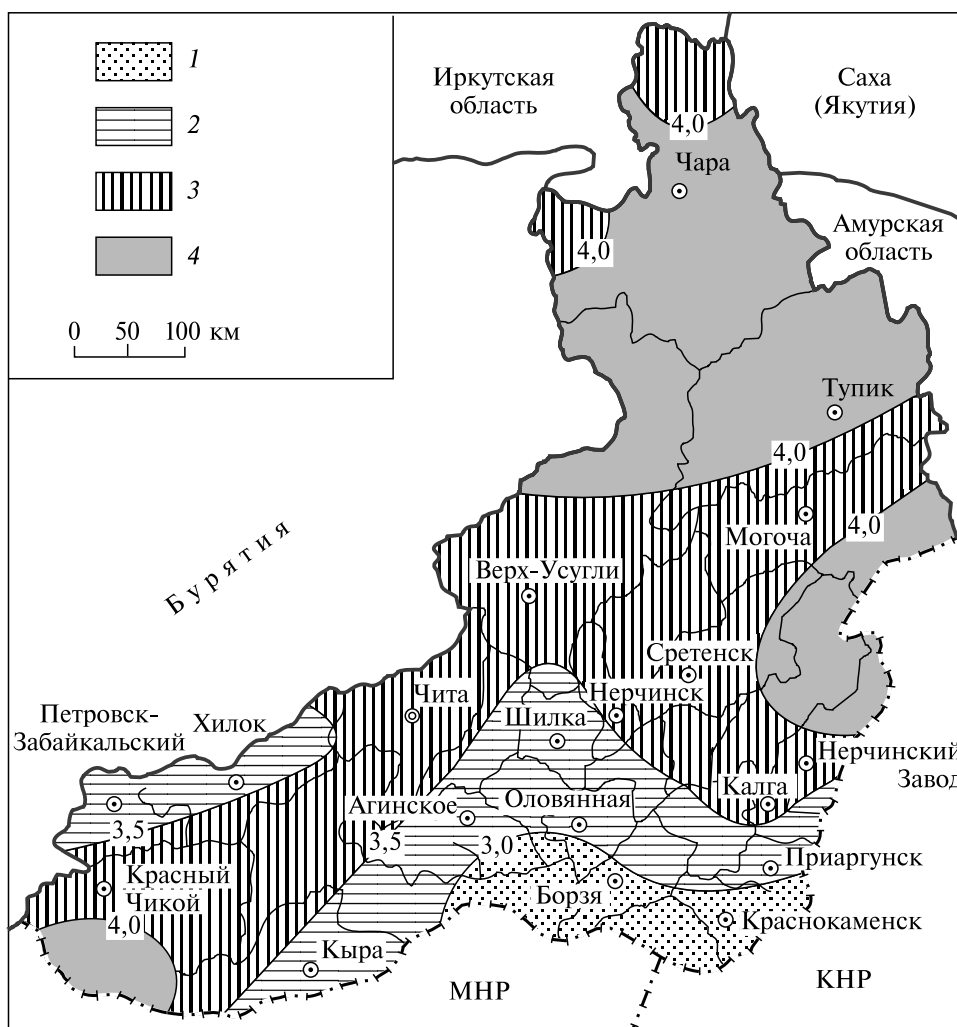 1
2
3
4
0 50 100 км
Иркутская
область
Саха
(Якутия)
4,0
Чара
Амурская
область
4,0
Тупик
4,0
Могоча
4,0
Бурятия
Верх-Усугли
Сретенск
Чита
Нерчинск
Петровск-
Забайкальский
Хилок
Шилка
Нерчинский
Завод
Калга
Агинское
Оловянная
3,5
3,5
3,0
Приаргунск
Красный
Чикой
Борзя
4,0
Краснокаменск
Кыра
МНР
КНР